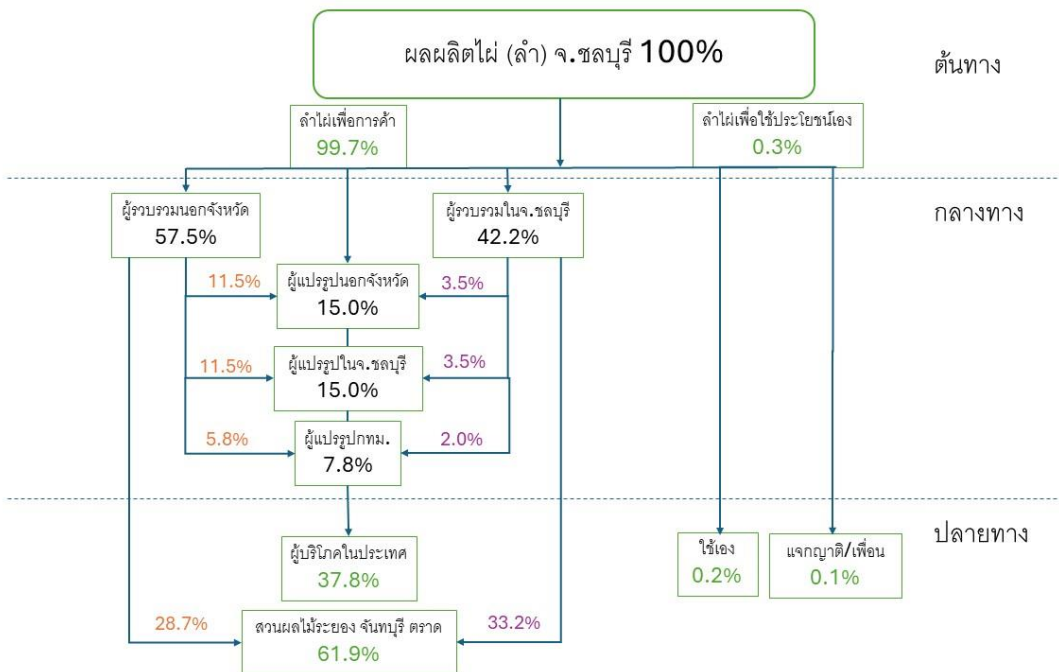 ผลผลิตไผ่ (ลำ) จ.ชลบุรี 100%
ต้นทาง
ลำไผ่เพื่อการค้า
99.7%
ลำไผ่เพื่อใช้ประโยชน์เอง
0.3%
ผู้รวบรวมนอกจังหวัด
57.5%
ผู้รวบรวมในจ.ชลบุรี
42.2%
กลางทาง
11.5%
ผู้แปรรูปนอกจังหวัด
15.0%
3.5%
11.5%
ผู้แปรรูปในจ.ชลบุรี
15.0%
3.5%
5.8%
ผู้แปรรูปกทม.
7.8%
2.0%
ปลายทาง
ผู้บริโภคในประเทศ
37.8%
ใช้เอง
0.2%
แจกญาติ/เพื่อน
0.1%
28.7%
สวนผลไม้ระยอง จันทบุรี ตราด
61.9%
33.2%